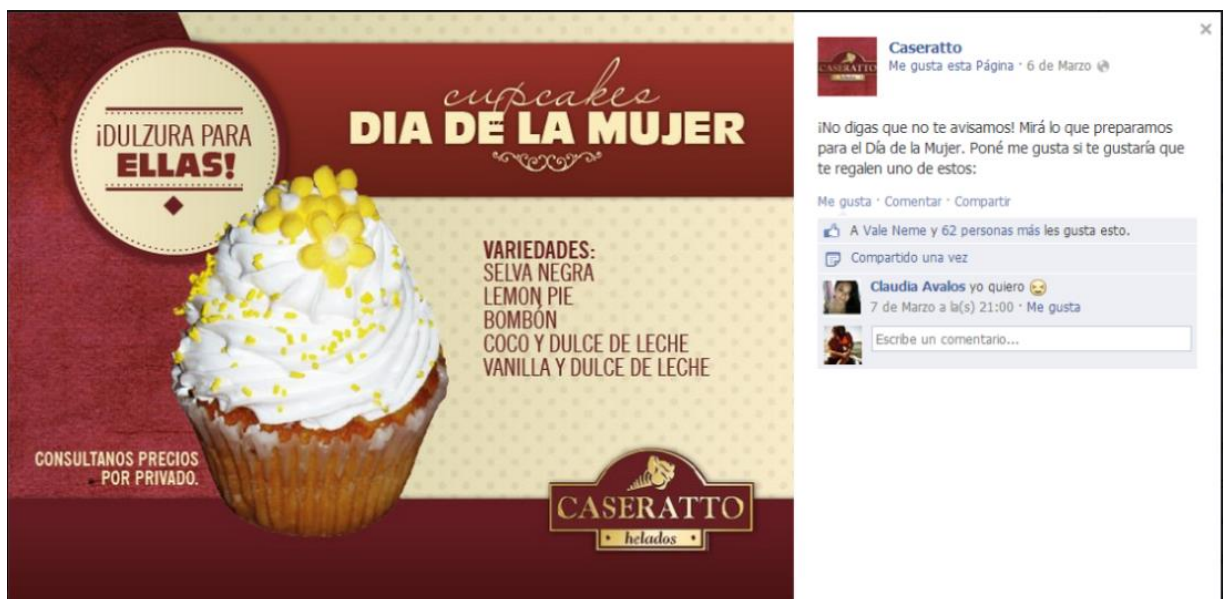 ¡DULZURA PARA
ELLAS!
cupcakes
DIA DE LA MUJER
VARIEDADES:
SELVA NEGRA
LEMON PIE
BOMBÓN
COCO Y DULCE DE LECHE
VANILLA Y DULCE DE LECHE
CONSULTANOS PRECIOS
POR PRIVADO.
CASERATTO
helados
CASERATTO
Caseratto
Me gusta esta Página · 6 de Marzo
¡No digas que no te avisamos! Mirá lo que preparamos
para el Día de la Mujer. Poné me gusta si te gustaría que
te regalen uno de estos:
Me gusta · Comentar · Compartir
A Vale Neme y 62 personas más les gusta esto.
Compartido una vez
Claudia Avalos yo quiero
7 de Marzo a la(s) 21:00 · Me gusta
Escribe un comentario...